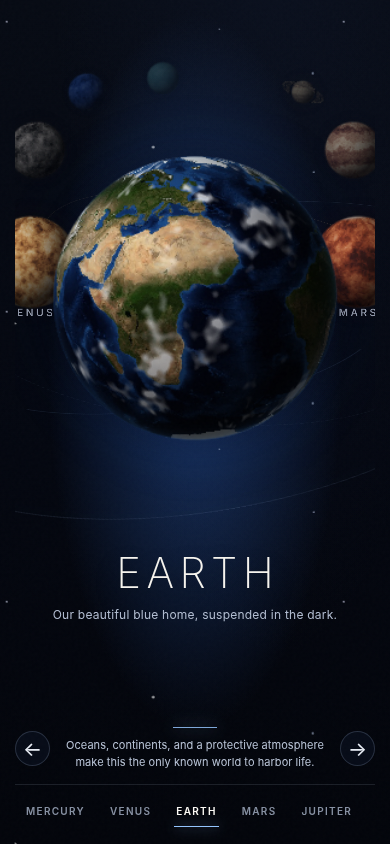 ENUS
MARS
EARTH
Our beautiful blue home, suspended in the dark.
Oceans, continents, and a protective atmosphere
make this the only known world to harbor life.
MERCURY VENUS EARTH MARS JUPITER